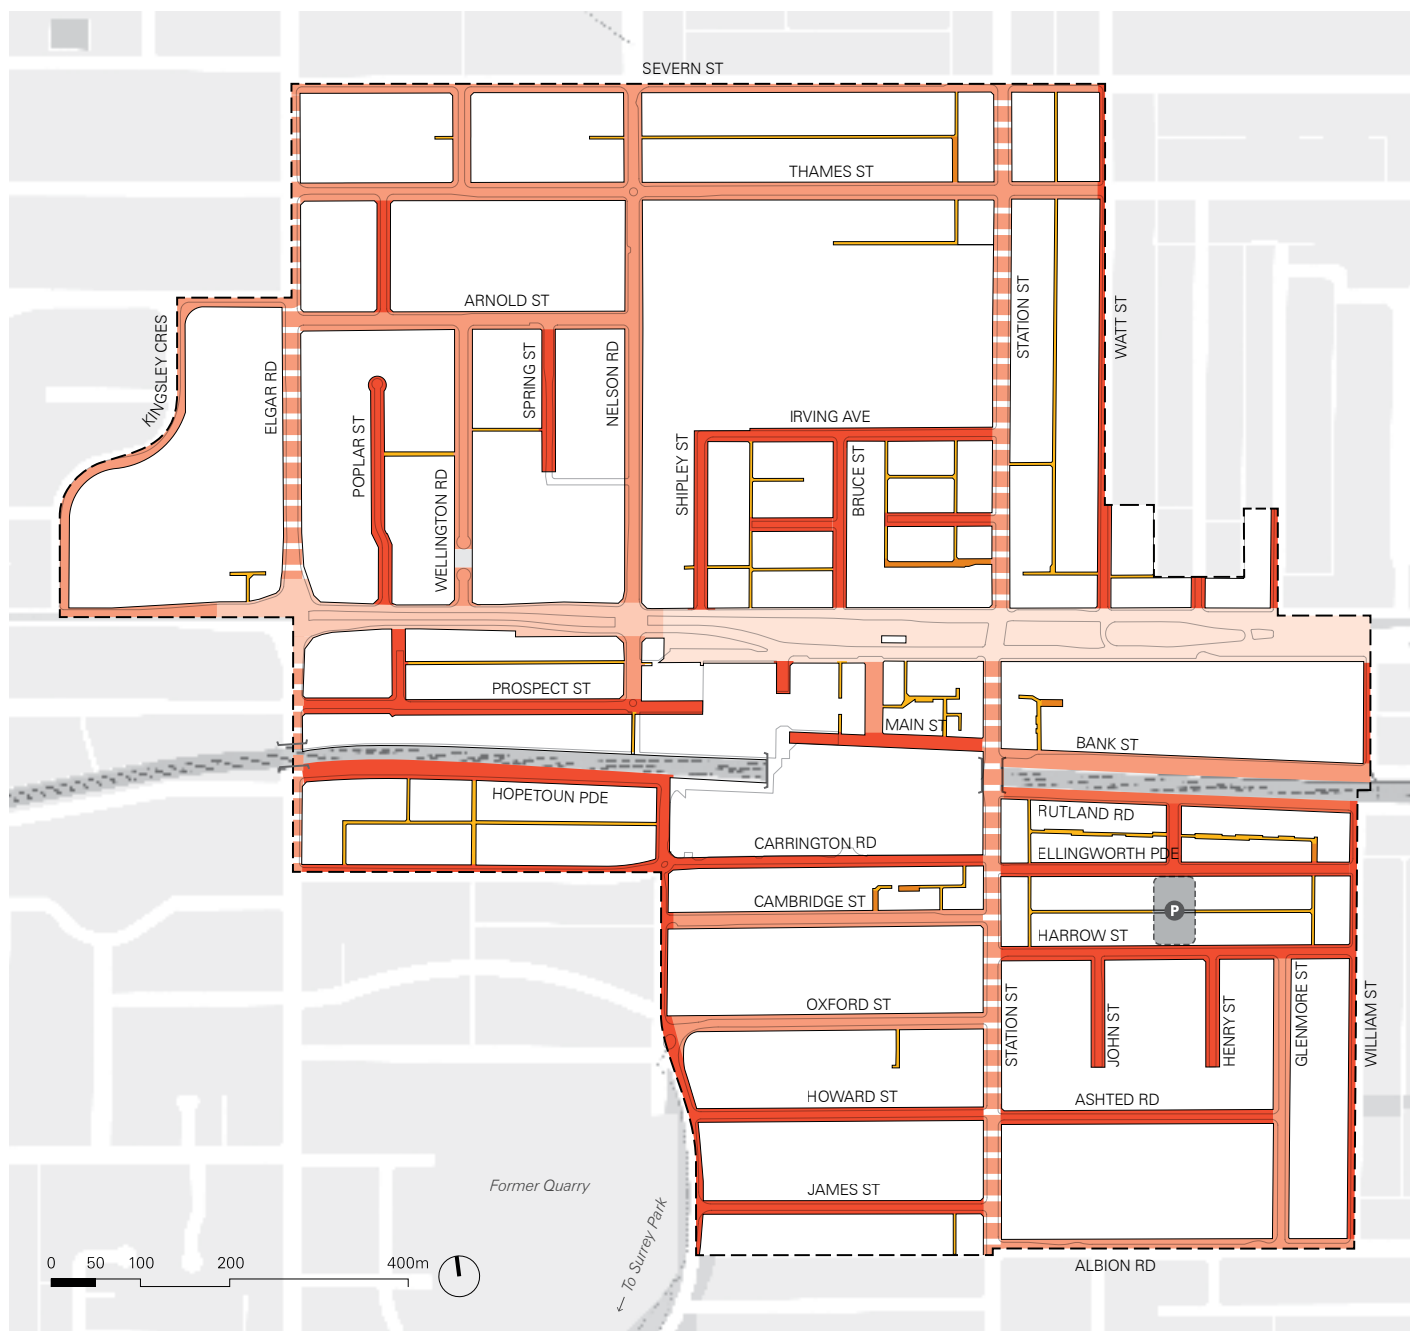 SEVERN ST
THAMES ST
ARNOLD ST
KINGSLEY CRES
ELGAR RD
STATION ST
WATT ST
SPRING ST
NELSON RD
POPLAR ST
IRVING AVE
SHIPLEY ST
BRUCE ST
WELLINGTON RD
PROSPECT ST
MAIN ST
BANK ST
HOPETOUN PDE
RUTLAND RD
CARRINGTON RD
ELLINGWORTH PDE
CAMBRIDGE ST
P
HARROW ST
OXFORD ST
STATION ST
JOHN ST
HENRY ST
GLENMORE ST
WILLIAM ST
HOWARD ST
ASHTED RD
Former Quarry
JAMES ST
← To Surrey Park
0 50 100 200 400m
ALBION RD